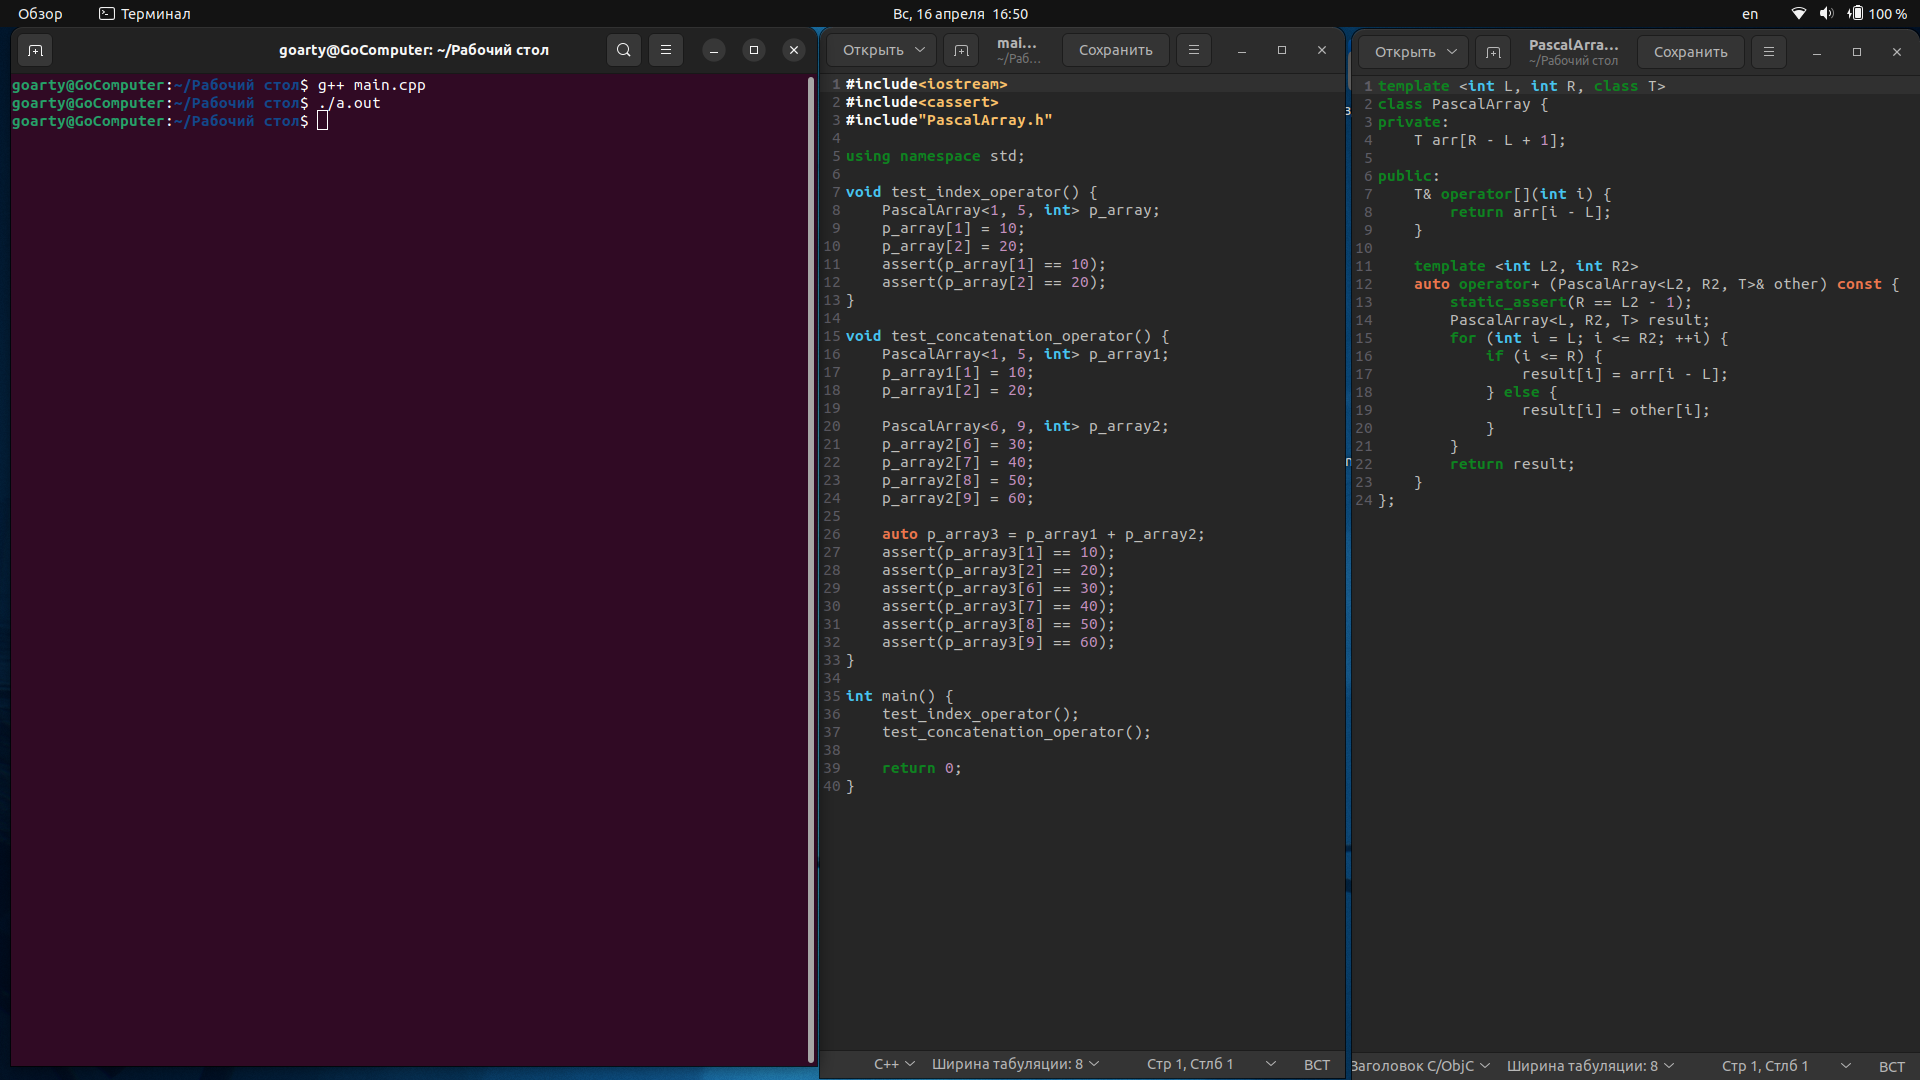 Обзор Терминал Вс, 16 апреля 16:50 en 100 %
goarty@GoComputer: ~/Рабочий стол
goarty@GoComputer:~/Рабочий стол$ g++ main.cpp
goarty@GoComputer:~/Рабочий стол$ ./a.out
goarty@GoComputer:~/Рабочий стол$
Открыть mai... ~/Раб... Сохранить
1 #include<iostream>
2 #include<cassert>
3 #include"PascalArray.h"
4
5 using namespace std;
6
7 void test_index_operator() {
8     PascalArray<1, 5, int> p_array;
9     p_array[1] = 10;
10     p_array[2] = 20;
11     assert(p_array[1] == 10);
12     assert(p_array[2] == 20);
13 }
14
15 void test_concatenation_operator() {
16     PascalArray<1, 5, int> p_array1;
17     p_array1[1] = 10;
18     p_array1[2] = 20;
19
20     PascalArray<6, 9, int> p_array2;
21     p_array2[6] = 30;
22     p_array2[7] = 40;
23     p_array2[8] = 50;
24     p_array2[9] = 60;
25
26     auto p_array3 = p_array1 + p_array2;
27     assert(p_array3[1] == 10);
28     assert(p_array3[2] == 20);
29     assert(p_array3[6] == 30);
30     assert(p_array3[7] == 40);
31     assert(p_array3[8] == 50);
32     assert(p_array3[9] == 60);
33 }
34
35 int main() {
36     test_index_operator();
37     test_concatenation_operator();
38
39     return 0;
40 }
C++ Ширина табуляции: 8 Стр 1, Стлб 1 ВСТ
Открыть PascalArra... ~/Рабочий стол Сохранить
1 template <int L, int R, class T>
2 class PascalArray {
3 private:
4     T arr[R - L + 1];
5
6 public:
7     T& operator[](int i) {
8         return arr[i - L];
9     }
10
11     template <int L2, int R2>
12     auto operator+ (PascalArray<L2, R2, T>& other) const {
13         static_assert(R == L2 - 1);
14         PascalArray<L, R2, T> result;
15         for (int i = L; i <= R2; ++i) {
16             if (i <= R) {
17                 result[i] = arr[i - L];
18             } else {
19                 result[i] = other[i];
20             }
21         }
22         return result;
23     }
24 };
Заголовок C/ObjC Ширина табуляции: 8 Стр 1, Стлб 1 ВСТ